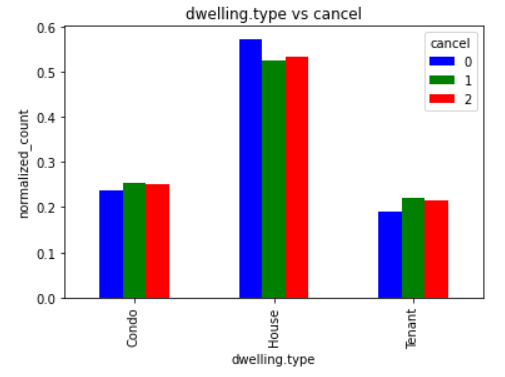 dwelling.type vs cancel
cancel
0
1
2
0.6
0.5
0.4
0.3
0.2
0.1
0.0
normalized_count
Condo
House
Tenant
dwelling.type